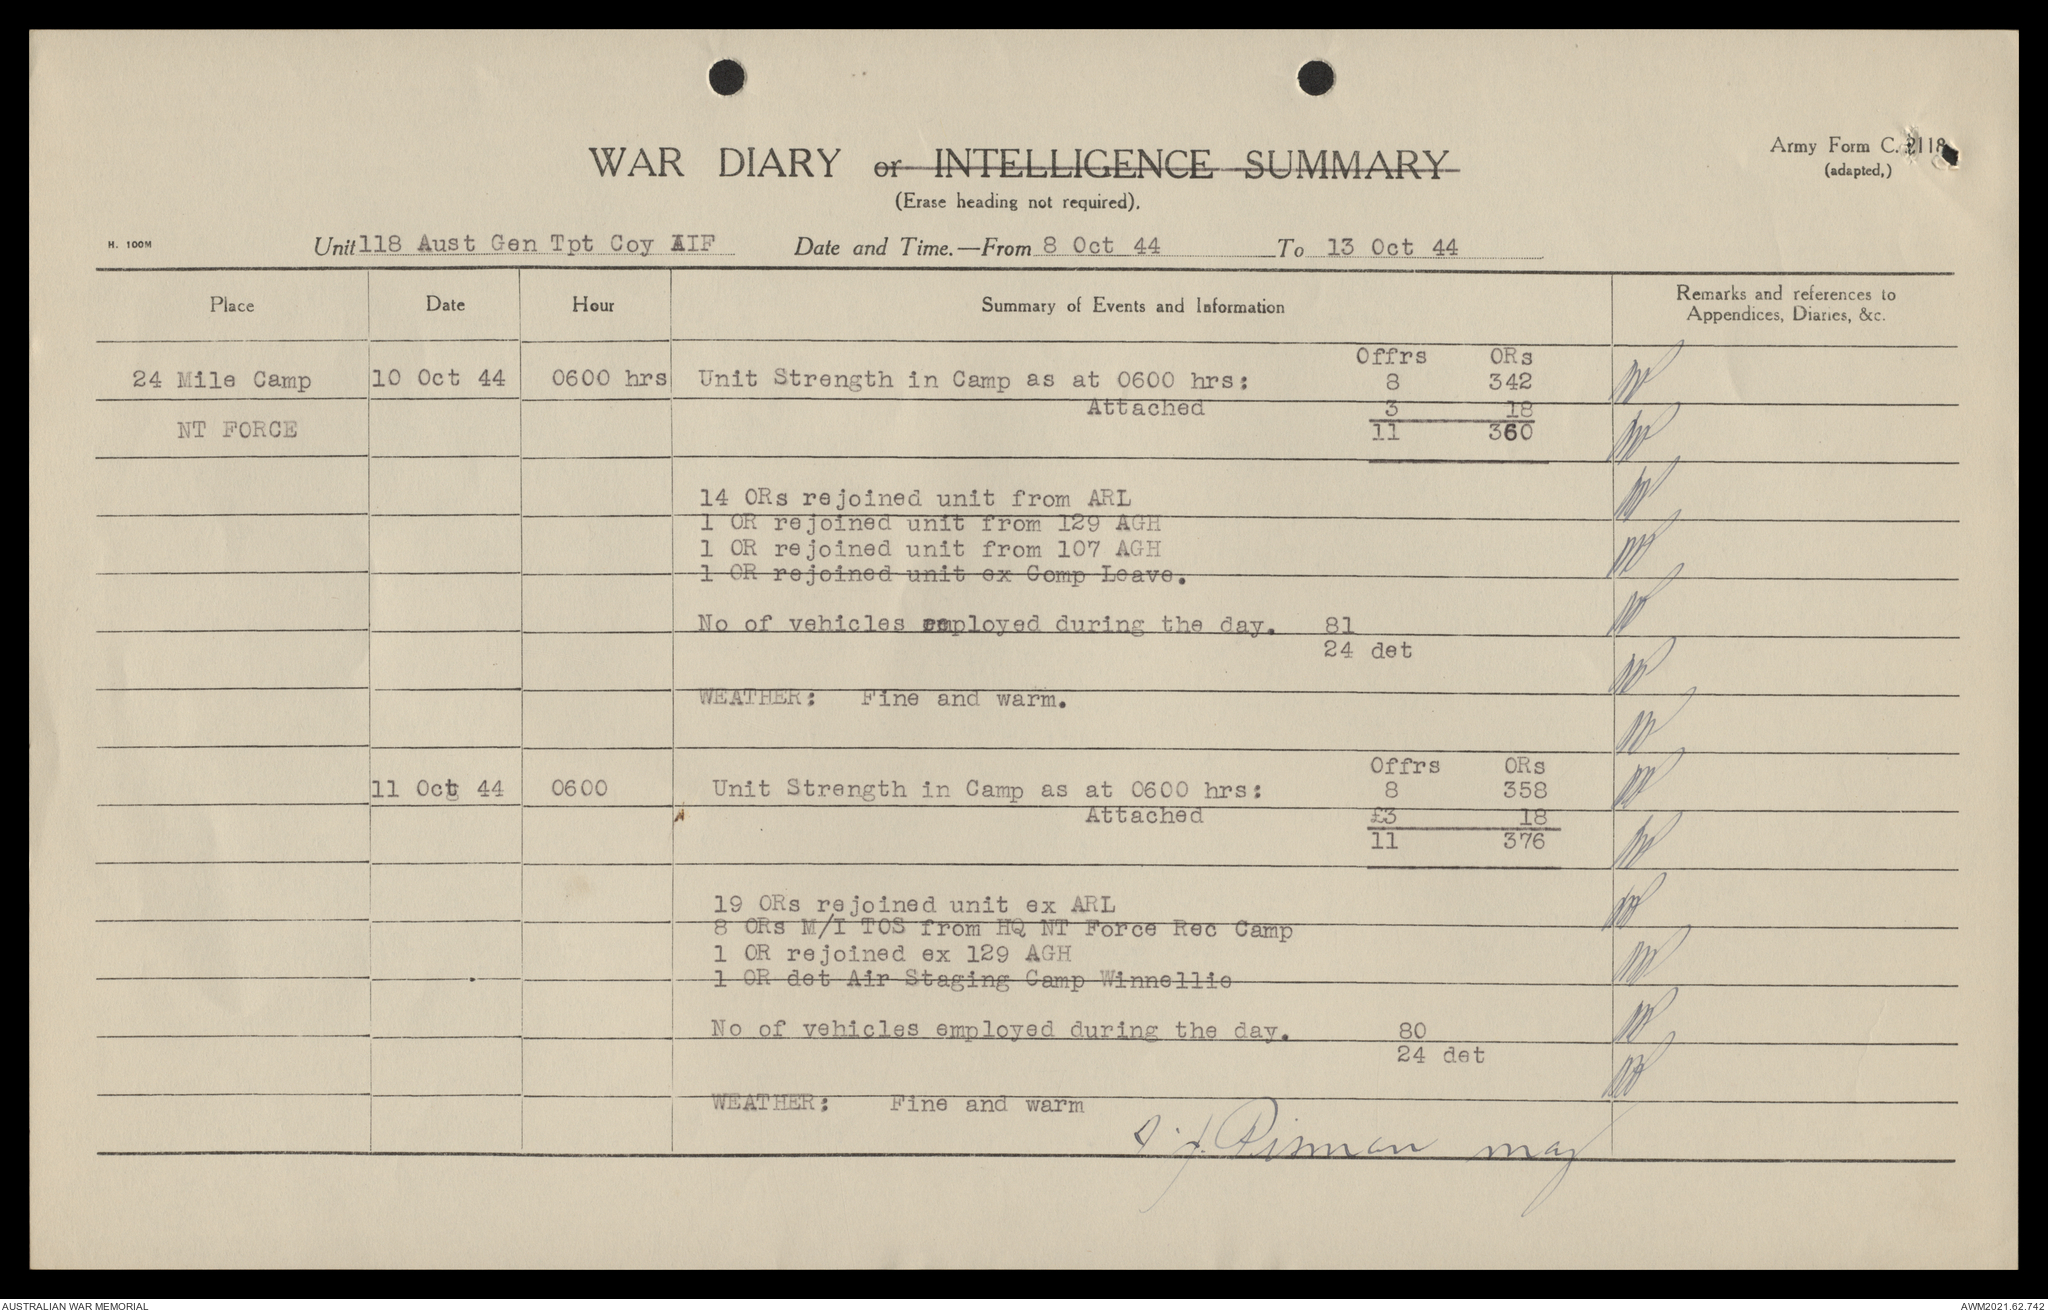 Army Form C. 2118
(adapted,)
WAR DIARY or INTELLIGENCE SUMMARY
(Erase heading not required).
H. 100M
Unit 118 Aust Gen Tpt Coy AIF Date and Time.—From 8 Oct 44 To 13 Oct 44
Place Date Hour Summary of Events and Information Remarks and references to Appendices, Diaries, &c.
Offrs ORs
24 Mile Camp 10 Oct 44 0600 hrs Unit Strength in Camp as at 0600 hrs: 8 342
Attached 3 18
NT FORCE 11 360
14 ORs rejoined unit from ARL
1 OR rejoined unit from 129 AGH
1 OR rejoined unit from 107 AGH
1 OR rejoined unit ex Comp Leave.
No of vehicles employed during the day. 81
24 det
WEATHER: Fine and warm.
Offrs ORs
11 Oct 44 0600 Unit Strength in Camp as at 0600 hrs: 8 358
Attached £3 18
11 376
19 ORs rejoined unit ex ARL
8 ORs M/I TOS from HQ NT Force Rec Camp
1 OR rejoined ex 129 AGH
1 OR det Air Staging Camp Winnellie
No of vehicles employed during the day. 80
24 det
WEATHER: Fine and warm
maj
AUSTRALIAN WAR MEMORIAL AWM2021.62.742